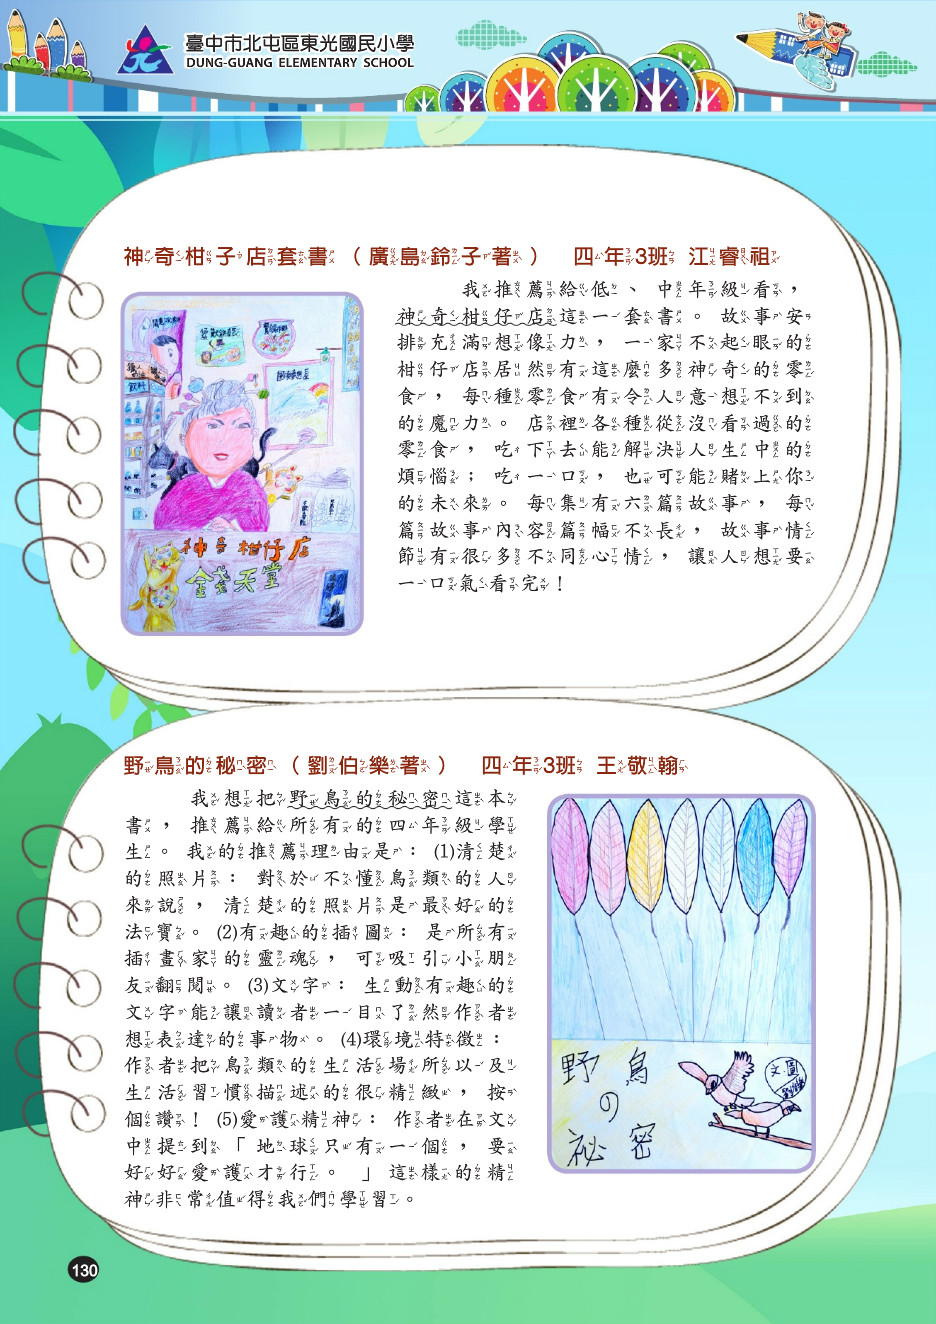 臺中市北屯區東光國民小學
DUNG-GUANG ELEMENTARY SCHOOL
神奇柑子店套書（廣島鈴子著） 四年3班 江睿祖
我推薦給低、中年級看，
神奇柑仔店這一套書。故事安
排充滿想像力，一家不起眼的
柑仔店居然有這麼多神奇的零
食，每種零食有令人意想不到
的魔力。店裡各種從沒看過的
零食，吃下去能解決人生中的
煩惱；吃一口，也可能賭上你
的未來。每集有六篇故事，每
篇故事內容篇幅不長，故事情
節有很多不同心情，讓人想要
一口氣看完！
飲料
神奇柑仔店
金錢天堂
野鳥的秘密（劉伯樂著） 四年3班 王敬翰
我想把野鳥的秘密這本
書，推薦給所有的四年級學
生。我的推薦理由是：(1)清楚
的照片：對於不懂鳥類的人
來說，清楚的照片是最好的
法寶。(2)有趣的插圖：是所有
插畫家的靈魂，可吸引小朋
友翻閱。(3)文字：生動有趣的
文字能讓讀者一目了然作者
想表達的事物。(4)環境特徵：
作者把鳥類的生活場所以及
生活習慣描述的很精緻，按
個讚！(5)愛護精神：作者在文
中提到「地球只有一個，要
好好愛護才行。」這樣的精
神非常值得我們學習。
野鳥
の
祕密
文．圖
130